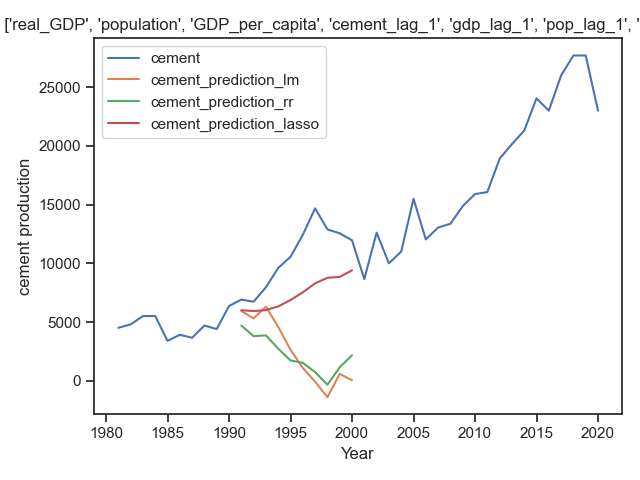 ['real_GDP', 'population', 'GDP_per_capita', 'cement_lag_1', 'gdp_lag_1', 'pop_lag_1', '
cement
cement_prediction_lm
cement_prediction_rr
cement_prediction_lasso
25000
20000
15000
10000
5000
0
cement production
1980 1985 1990 1995 2000 2005 2010 2015 2020
Year